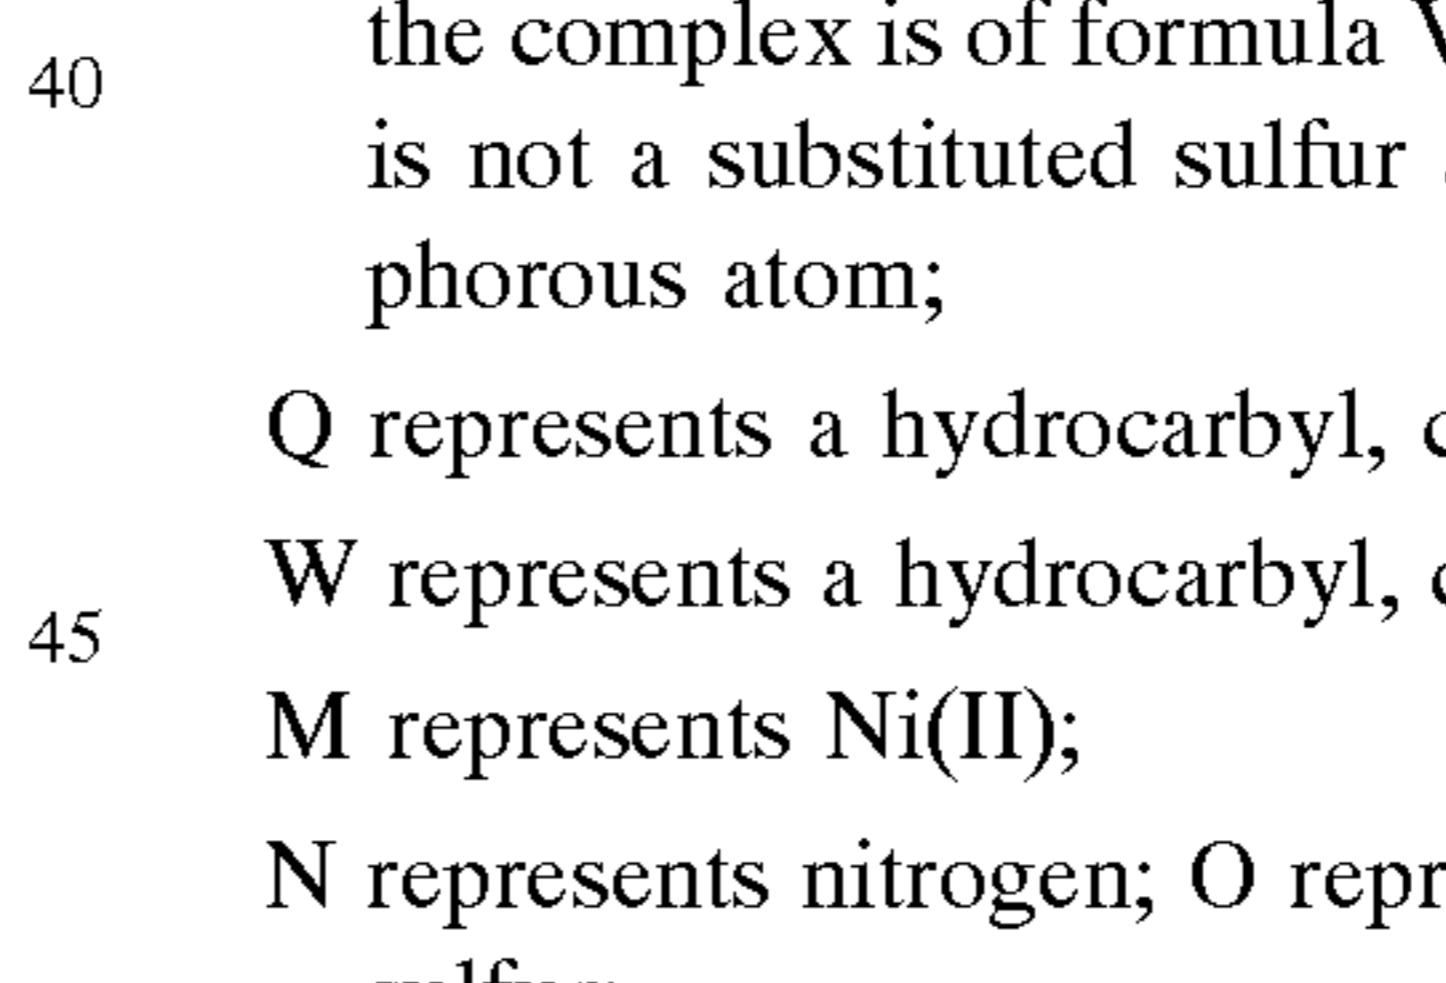 the complex is of formula
40
is not a substituted sulfur
phorous atom;
Q represents a hydrocarbyl,
W represents a hydrocarbyl,
45
M represents Ni(II);
N represents nitrogen; O repr